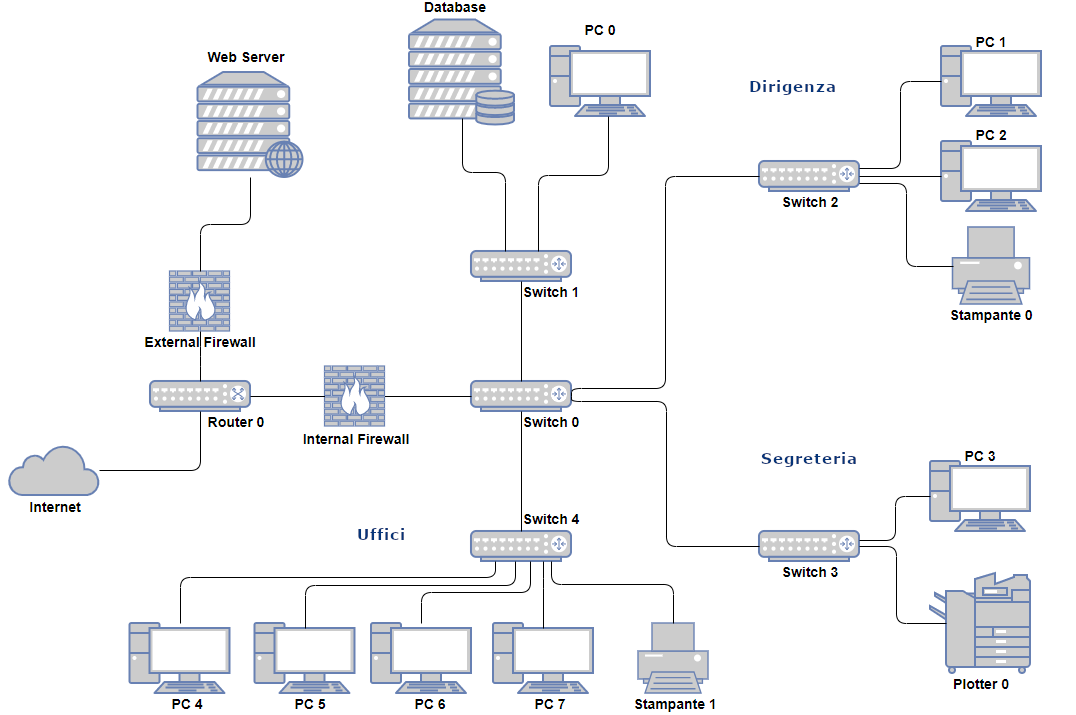 Database
PC 0
PC 1
Web Server
Dirigenza
PC 2
Switch 2
Switch 1
Stampante 0
External Firewall
Router 0
Switch 0
Internal Firewall
Segreteria
PC 3
Internet
Switch 4
Uffici
Switch 3
Plotter 0
PC 4
PC 5
PC 6
PC 7
Stampante 1